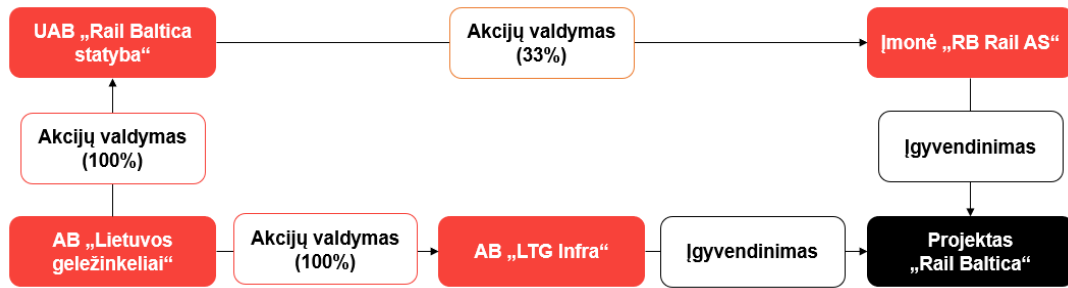 UAB „Rail Baltica
statyba“
Akcijų valdymas
(33%)
Įmonė „RB Rail AS“
Akcijų valdymas
(100%)
Įgyvendinimas
AB „Lietuvos
geležinkeliai“
Akcijų valdymas
(100%)
AB „LTG Infra“
Įgyvendinimas
Projektas
„Rail Baltica“